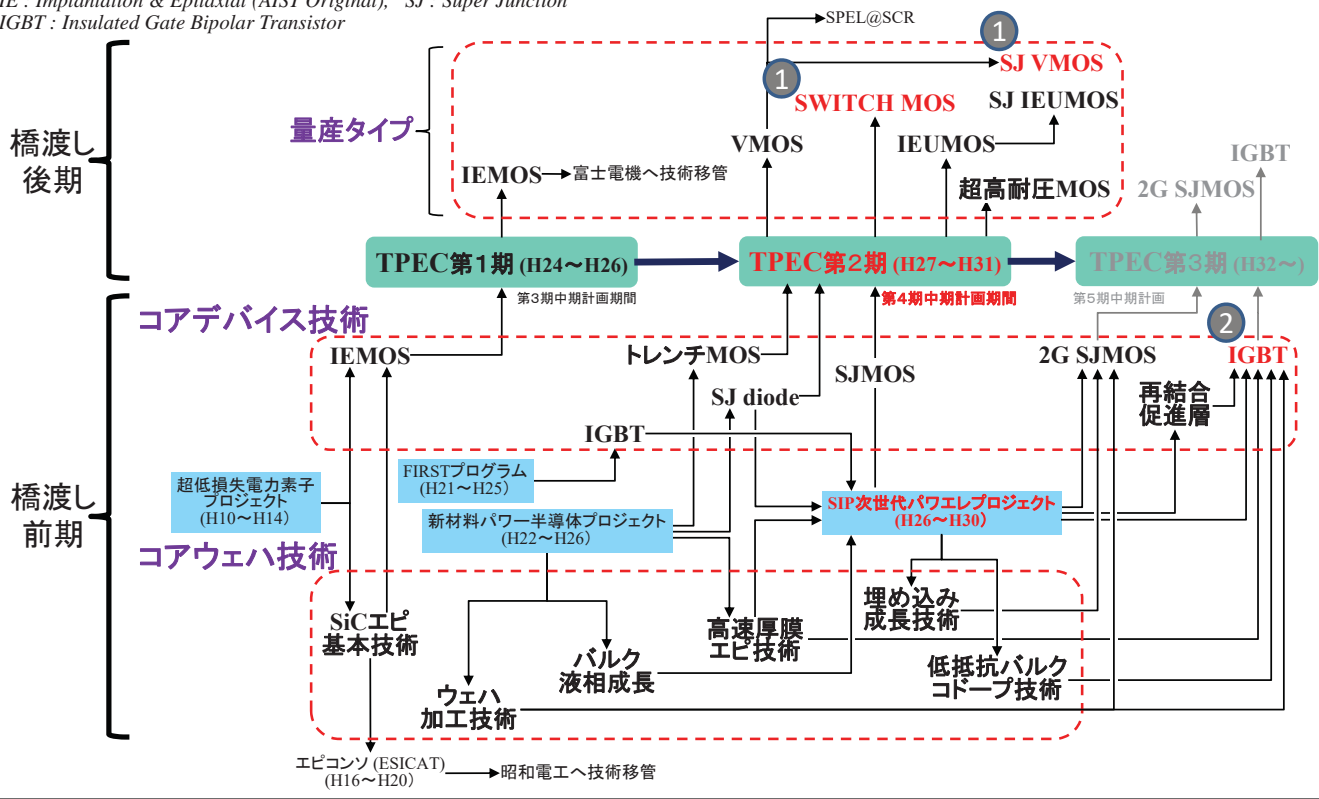 IE : Implantation & Epitaxial (AIST Original), SJ : Super Junction
IGBT : Insulated Gate Bipolar Transistor
SPEL@SCR
1
SJ VMOS
1
SWITCH MOS
SJ IEUMOS
量産タイプ
橋渡し
後期
VMOS
IEUMOS
IGBT
IEMOS
富士電機へ技術移管
超高耐圧MOS
2G SJMOS
TPEC第1期 (H24～H26)
TPEC第2期 (H27～H31)
TPEC第3期 (H32～)
第3期中期計画期間
第4期中期計画期間
第5期中期計画
コアデバイス技術
2
IEMOS
トレンチMOS
SJMOS
2G SJMOS
IGBT
SJ diode
再結合
促進層
IGBT
橋渡し
前期
超低損失電力素子
プロジェクト
(H10～H14)
FIRSTプログラム
(H21～H25)
新材料パワー半導体プロジェクト
(H22～H26)
SIP次世代パワエレプロジェクト
(H26～H30)
コアウェハ技術
SiCエピ
基本技術
埋め込み
成長技術
高速厚膜
エピ技術
バルク
液相成長
低抵抗バルク
コドープ技術
ウェハ
加工技術
エピコンソ (ESICAT)
(H16～H20)
昭和電工へ技術移管